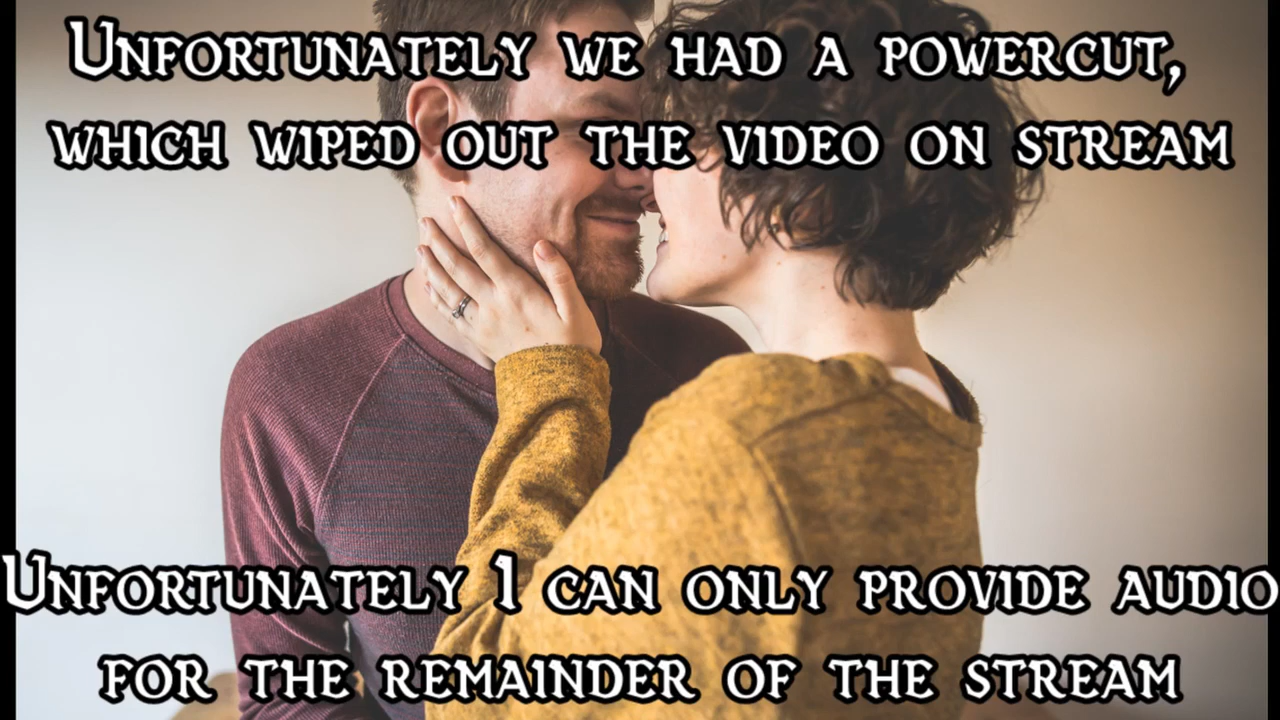 Unfortunately we had a powercut,
which wiped out the video on stream
Unfortunately I can only provide audio
for the remainder of the stream